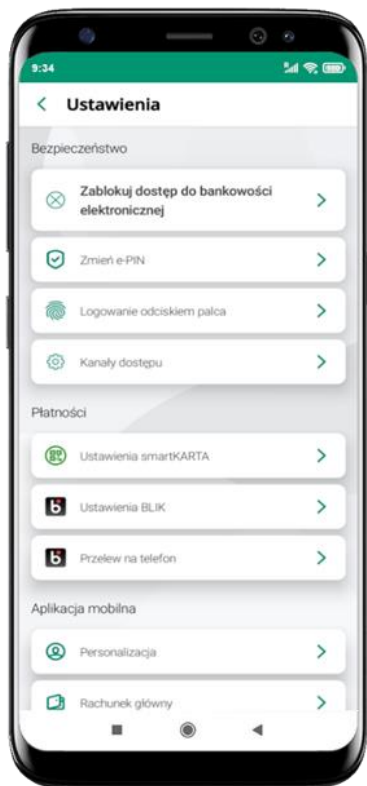 9:34
Ustawienia
Bezpieczeństwo
Zablokuj dostęp do bankowości
elektronicznej
Zmień e-PIN
Logowanie odciskiem palca
Kanały dostępu
Płatności
Ustawienia smartKARTA
Ustawienia BLIK
Przelew na telefon
Aplikacja mobilna
Personalizacja
Rachunek główny